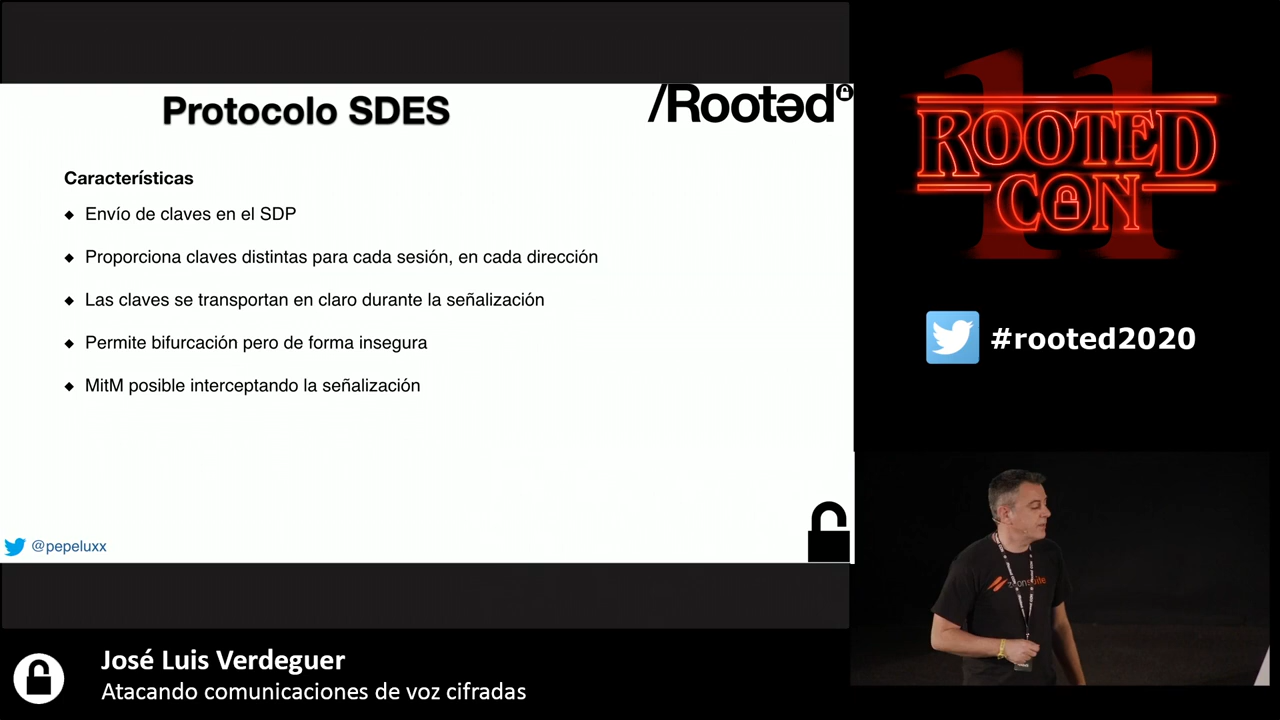 Protocolo SDES
/Rootəd
Características
Envío de claves en el SDP
Proporciona claves distintas para cada sesión, en cada dirección
Las claves se transportan en claro durante la señalización
Permite bifurcación pero de forma insegura
MitM posible interceptando la señalización
@pepeluxx
11
ROOTED
CON
#rooted2020
José Luis Verdeguer
Atacando comunicaciones de voz cifradas